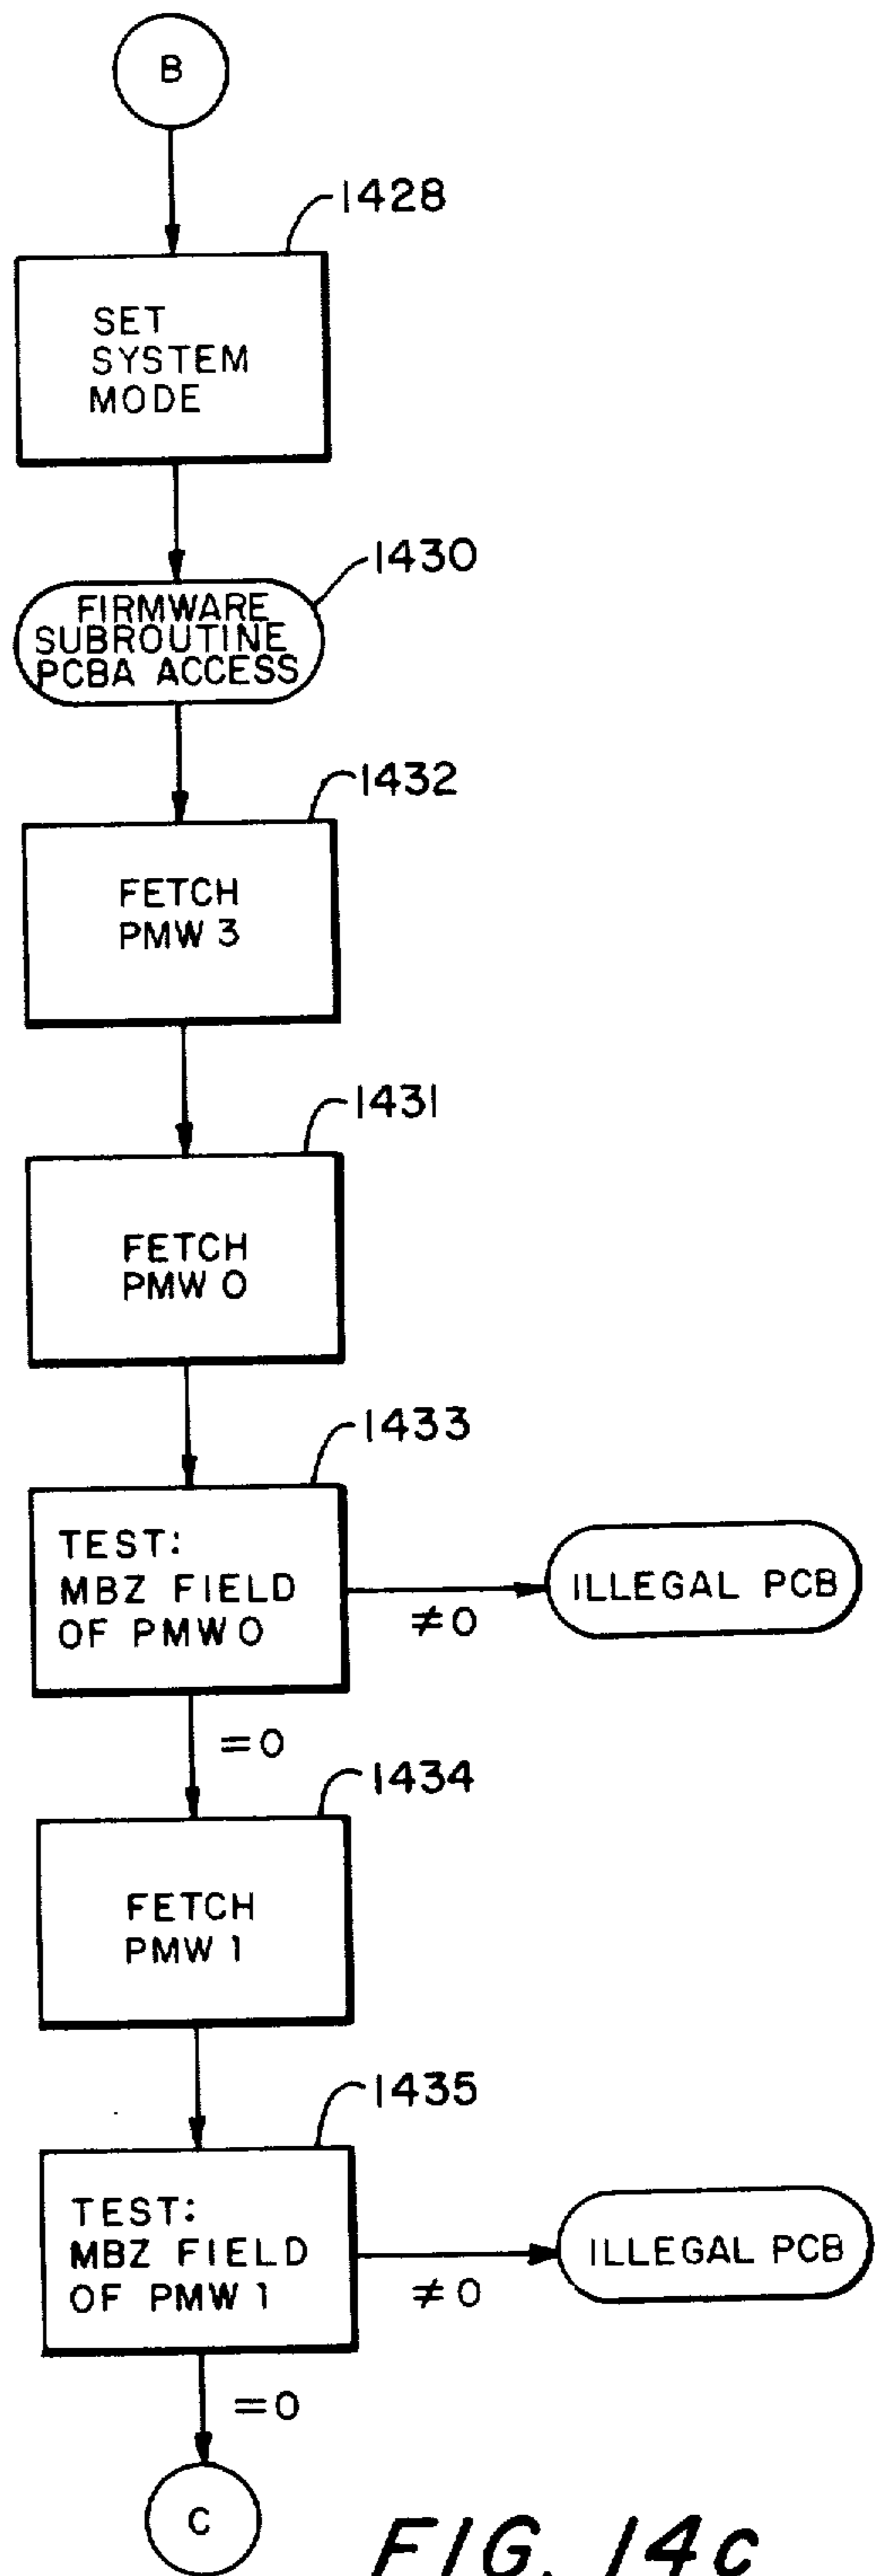 B
1428
SET
SYSTEM
MODE
1430
FIRMWARE
SUBROUTINE
PCBA ACCESS
1432
FETCH
PMW 3
1431
FETCH
PMW 0
1433
TEST:
MBZ FIELD
OF PMW 0
≠0
ILLEGAL PCB
=0
1434
FETCH
PMW 1
1435
TEST:
MBZ FIELD
OF PMW 1
≠0
ILLEGAL PCB
=0
C
FIG. 14c